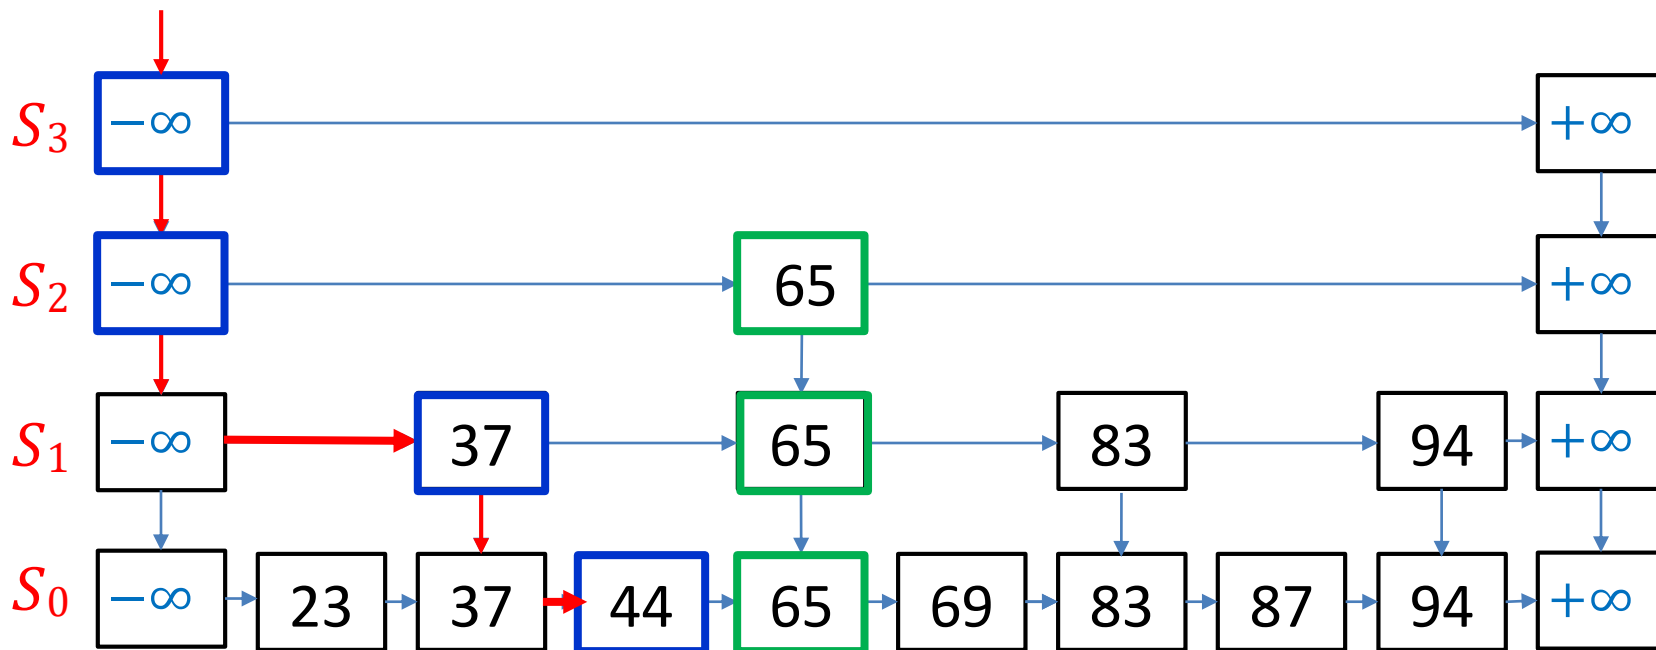 S₃ −∞ +∞
S₂ −∞ 65 +∞
S₁ −∞ 37 65 83 94 +∞
S₀ −∞ 23 37 44 65 69 83 87 94 +∞